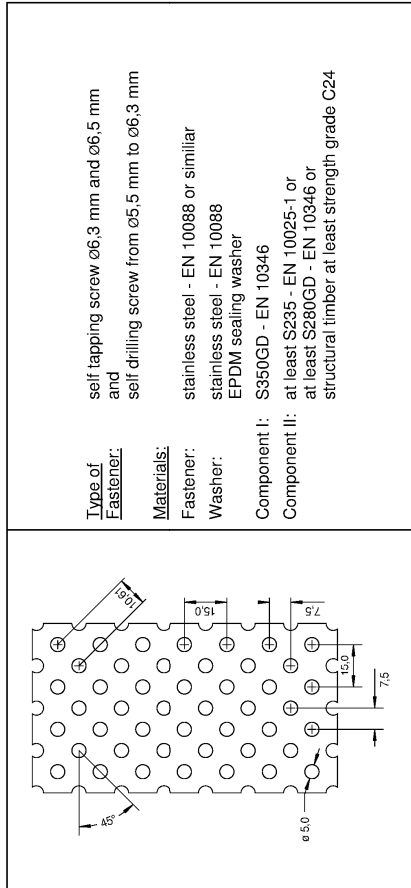 Type of self tapping screw ø6,3 mm and ø6,5 mm
Fastener: and
self drilling screw from ø5,5 mm to ø6,3 mm
Materials:
Fastener: stainless steel - EN 10088 or similiar
Washer: stainless steel - EN 10088
EPDM sealing washer
Component I: S350GD - EN 10346
Component II: at least S235 - EN 10025-1 or
at least S280GD - EN 10346 or
structural timber at least strength grade C24
10,61
15,0
7,5
15,0
7,5
45°
ø 5,0